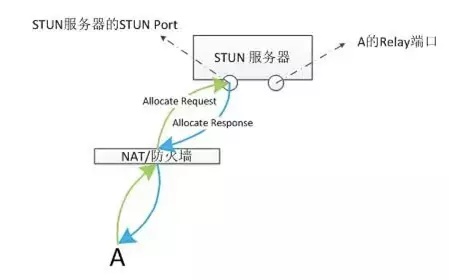 STUN服务器的STUN Port
A的Relay端口
STUN 服务器
Allocate Request
Allocate Response
NAT/防火墙
A